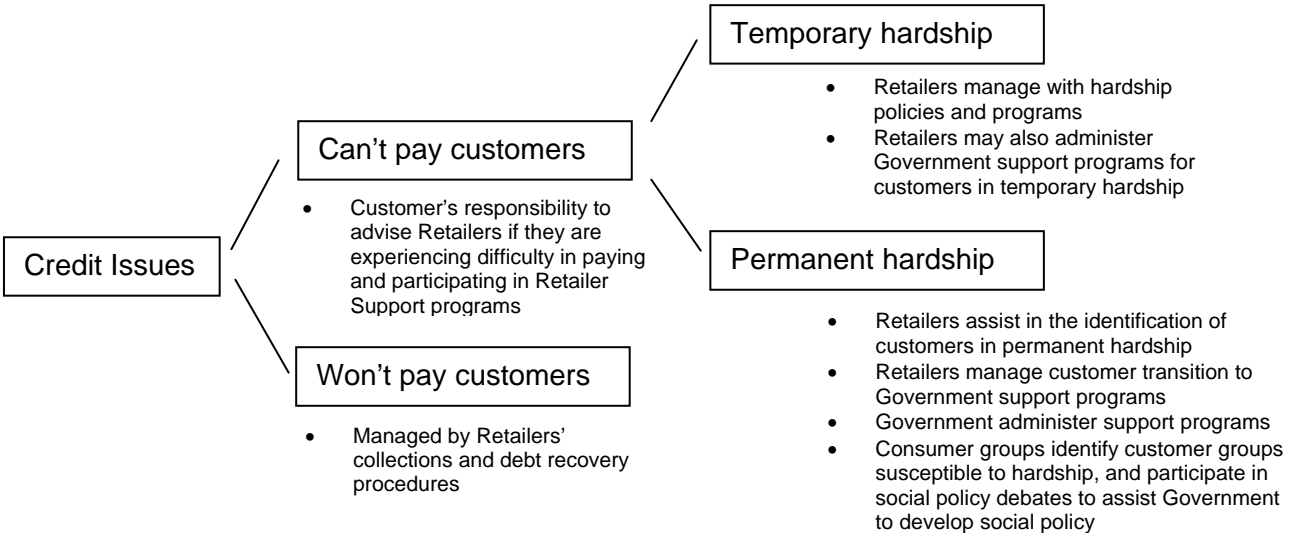 Credit Issues
Can't pay customers
• Customer's responsibility to
advise Retailers if they are
experiencing difficulty in paying
and participating in Retailer
Support programs
Won't pay customers
• Managed by Retailers'
collections and debt recovery
procedures
Temporary hardship
• Retailers manage with hardship
policies and programs
• Retailers may also administer
Government support programs for
customers in temporary hardship
Permanent hardship
• Retailers assist in the identification of
customers in permanent hardship
• Retailers manage customer transition to
Government support programs
• Government administer support programs
• Consumer groups identify customer groups
susceptible to hardship, and participate in
social policy debates to assist Government
to develop social policy